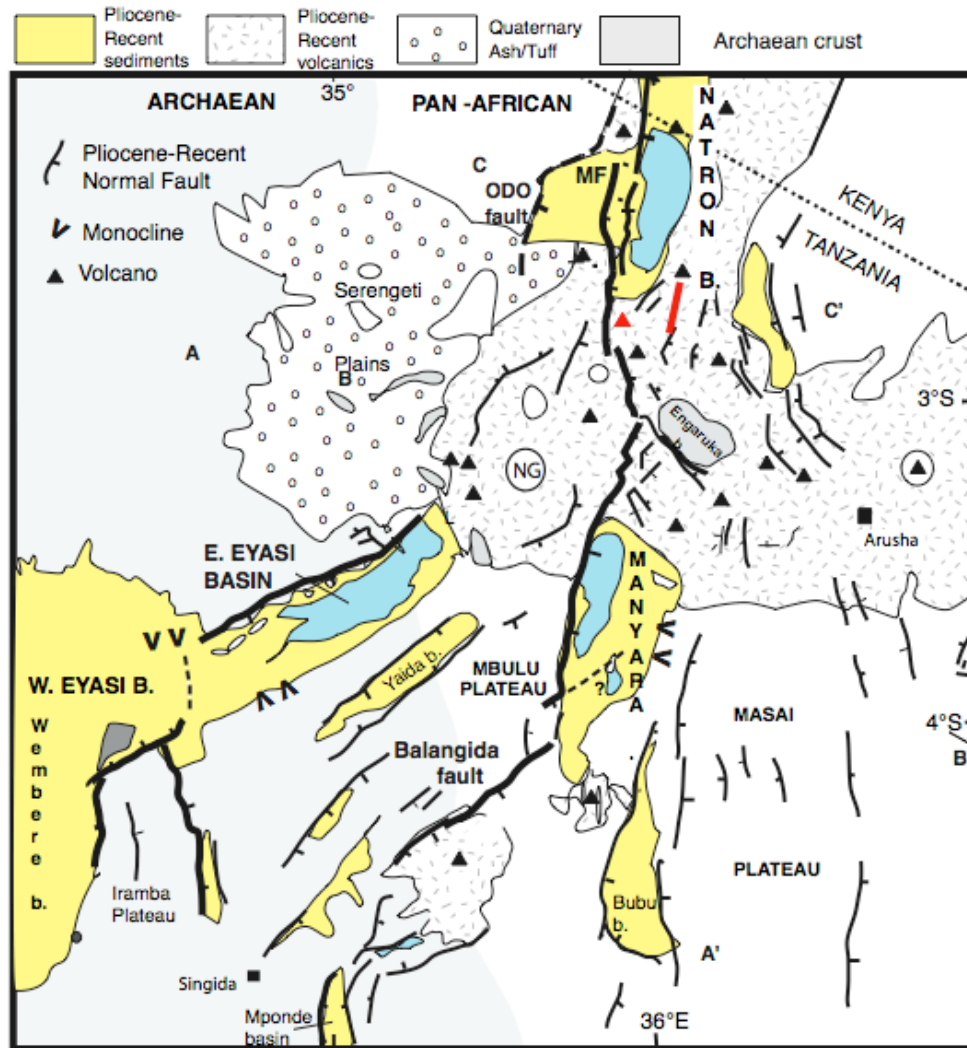 Pliocene-
Recent
sediments
Pliocene-
Recent
volcanics
Quaternary
Ash/Tuff
Archaean crust
ARCHAEAN
35°
PAN -AFRICAN
NATRON B.
Pliocene-Recent
Normal Fault
Monocline
Volcano
C
ODO
fault
MF
KENYA
TANZANIA
Serengeti
Plains
A
B
C'
3°S
Engaruka
b.
NG
Arusha
E. EYASI
BASIN
MANYARA
W. EYASI B.
Yaida b.
MBULU
PLATEAU
?
Wembere b.
MASAI
4°S
B
Balangida
fault
Iramba
Plateau
PLATEAU
Bubu
b.
A'
Singida
Mponde
basin
36°E